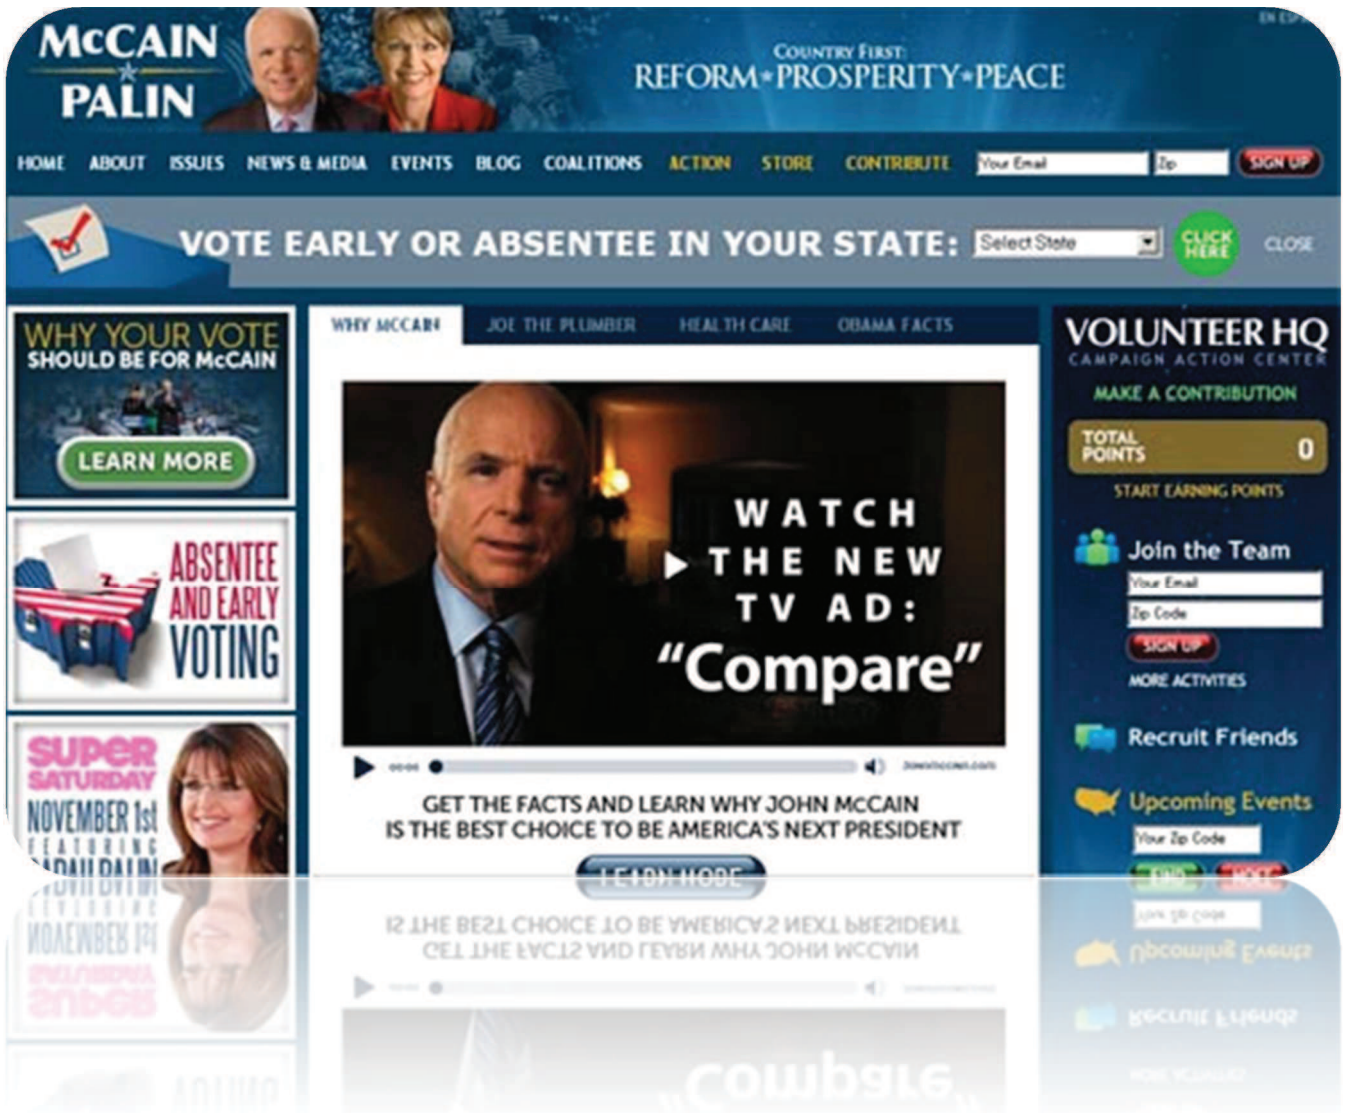 McCAIN
PALIN
COUNTRY FIRST:
REFORM★PROSPERITY★PEACE
HOME ABOUT ISSUES NEWS & MEDIA EVENTS BLOG COALITIONS ACTION STORE CONTRIBUTE Your Email Zip SIGN UP
VOTE EARLY OR ABSENTEE IN YOUR STATE: Select State CLICK HERE CLOSE
WHY YOUR VOTE
SHOULD BE FOR McCAIN
LEARN MORE
ABSENTEE
AND EARLY
VOTING
SUPER
SATURDAY
NOVEMBER 1st
FEATURING
WHY MCCAIN JOE THE PLUMBER HEALTH CARE OBAMA FACTS
WATCH
THE NEW
TV AD:
"Compare"
00:00
GET THE FACTS AND LEARN WHY JOHN McCAIN
IS THE BEST CHOICE TO BE AMERICA'S NEXT PRESIDENT
LEARN MORE
VOLUNTEER HQ
CAMPAIGN ACTION CENTER
MAKE A CONTRIBUTION
TOTAL
POINTS 0
START EARNING POINTS
Join the Team
Your Email
Zip Code
SIGN UP
MORE ACTIVITIES
Recruit Friends
Upcoming Events
Your Zip Code